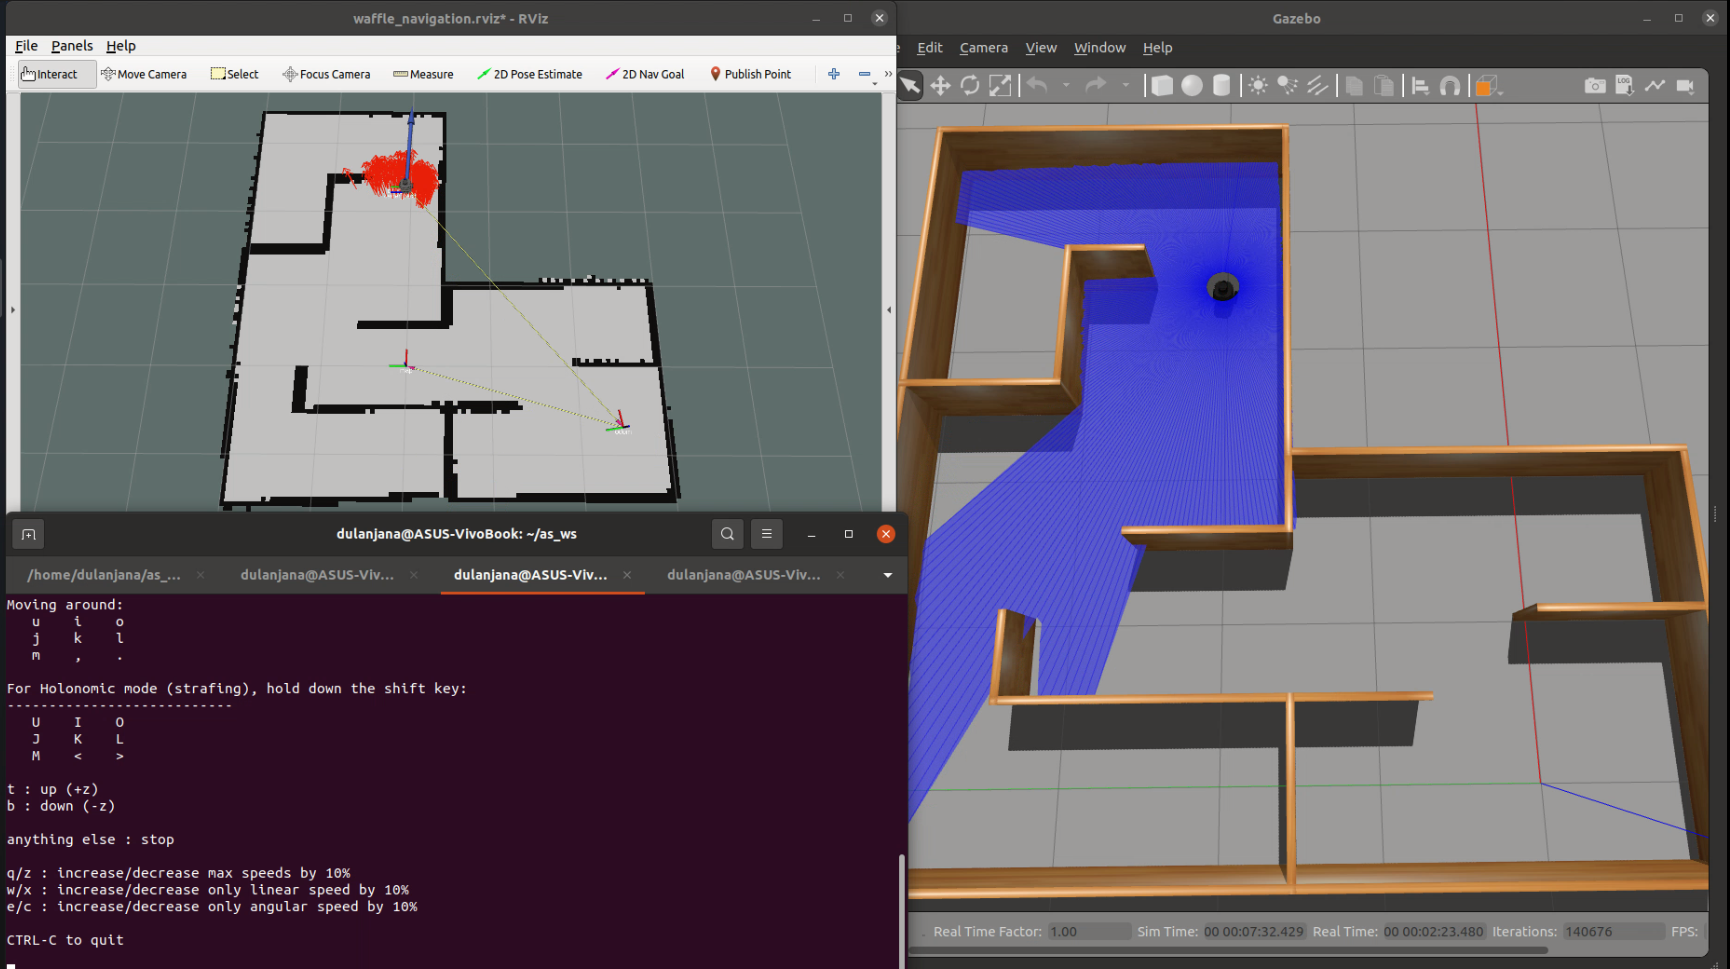 waffle_navigation.rviz* - RViz
File Panels Help
Interact Move Camera Select Focus Camera Measure 2D Pose Estimate 2D Nav Goal Publish Point
Gazebo
Edit Camera View Window Help
dulanjana@ASUS-VivoBook: ~/as_ws
/home/dulanjana/as_... dulanjana@ASUS-Viv... dulanjana@ASUS-Viv... dulanjana@ASUS-Viv...
Moving around:
u i o
j k l
m , .
For Holonomic mode (strafing), hold down the shift key:
---------------------------
U I O
J K L
M < >
t : up (+z)
b : down (-z)
anything else : stop
q/z : increase/decrease max speeds by 10%
w/x : increase/decrease only linear speed by 10%
e/c : increase/decrease only angular speed by 10%
CTRL-C to quit
Real Time Factor: 1.00 Sim Time: 00 00:07:32.429 Real Time: 00 00:02:23.480 Iterations: 140676 FPS: